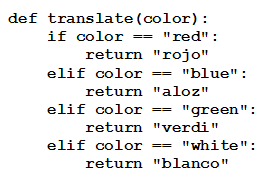 def translate(color):
    if color == "red":
        return "rojo"
    elif color == "blue":
        return "aloz"
    elif color == "green":
        return "verdi"
    elif color == "white":
        return "blanco"